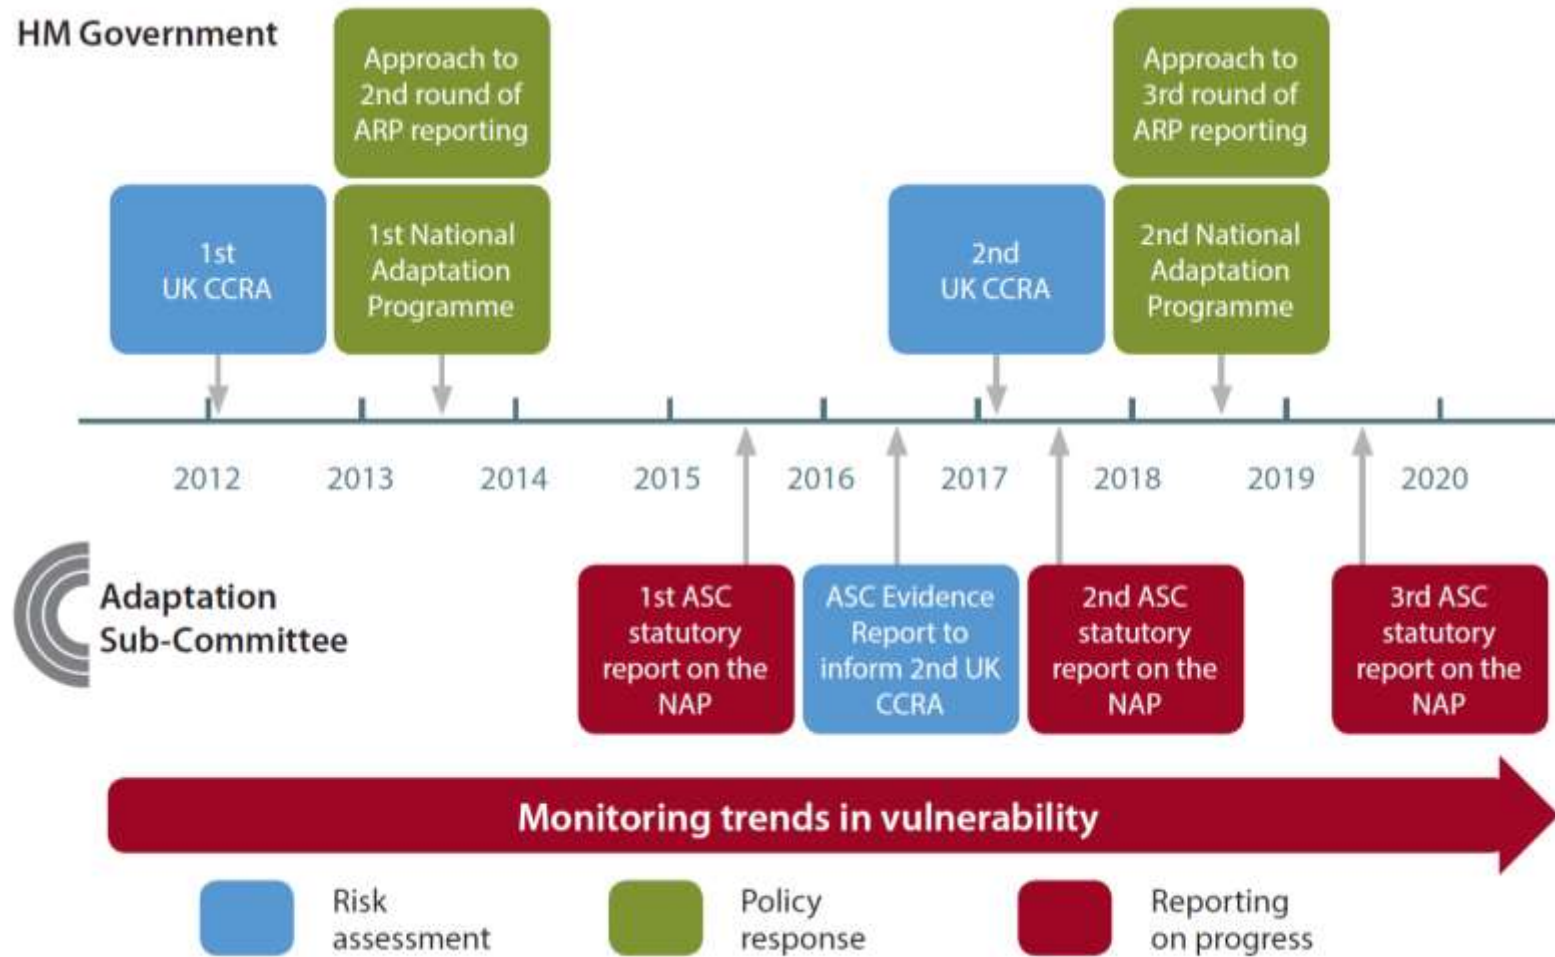 HM Government
Approach to
2nd round of
ARP reporting
Approach to
3rd round of
ARP reporting
1st
UK CCRA
1st National
Adaptation
Programme
2nd
UK CCRA
2nd National
Adaptation
Programme
2012
2013
2014
2015
2016
2017
2018
2019
2020
Adaptation
Sub-Committee
1st ASC
statutory
report on the
NAP
ASC Evidence
Report to
inform 2nd UK
CCRA
2nd ASC
statutory
report on the
NAP
3rd ASC
statutory
report on the
NAP
Monitoring trends in vulnerability
Risk
assessment
Policy
response
Reporting
on progress